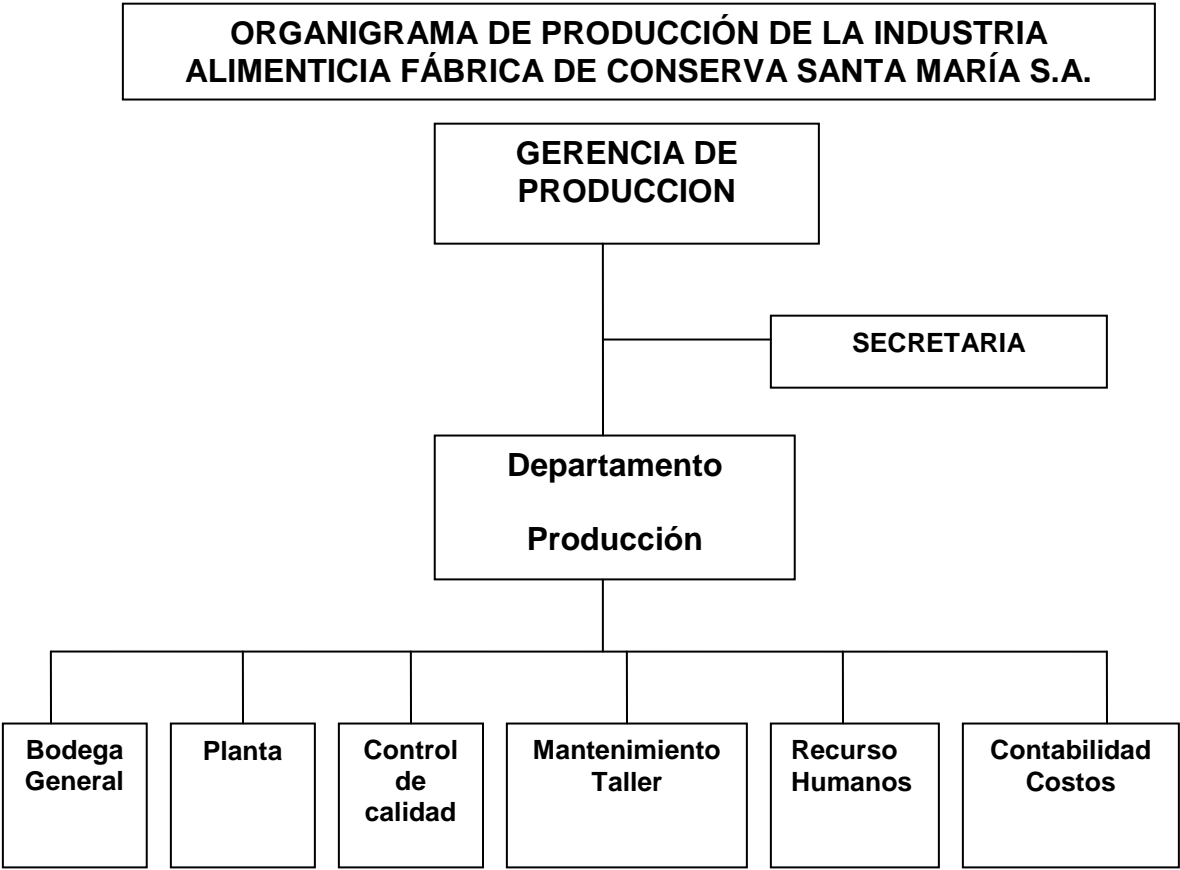 ORGANIGRAMA DE PRODUCCIÓN DE LA INDUSTRIA
ALIMENTICIA FÁBRICA DE CONSERVA SANTA MARÍA S.A.
GERENCIA DE
PRODUCCION
SECRETARIA
Departamento
Producción
Bodega
General
Planta
Control
de
calidad
Mantenimiento
Taller
Recurso
Humanos
Contabilidad
Costos